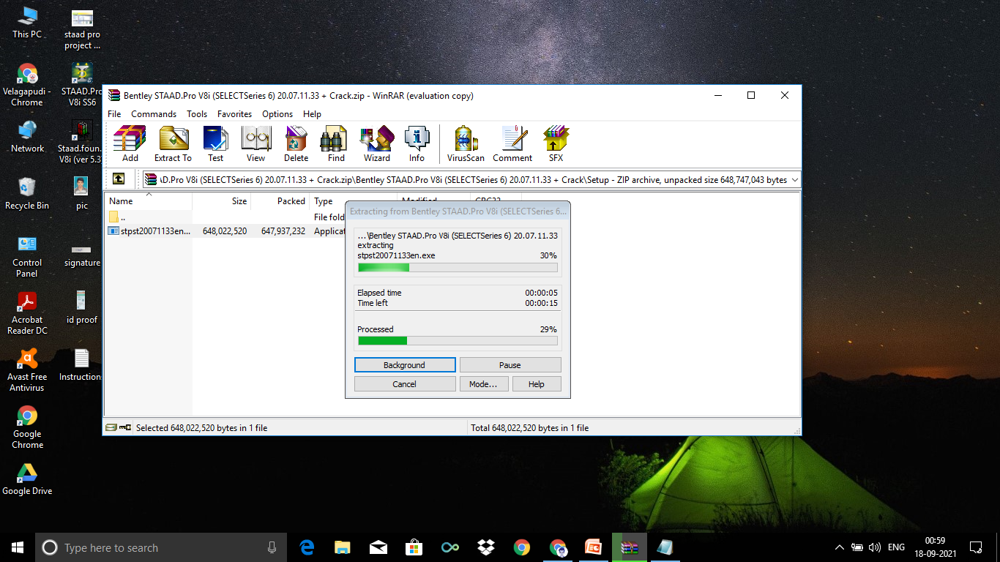 This PC
staad pro
project ...
Velagapudi -
Chrome
STAAD.Pro
V8i SS6
Network
Staad.foun...
V8i (ver 5.3
Recycle Bin
pic
Control
Panel
signature
Acrobat
Reader DC
id proof
Avast Free
Antivirus
Instruction
Google
Chrome
Google Drive
Bentley STAAD.Pro V8i (SELECTSeries 6) 20.07.11.33 + Crack.zip - WinRAR (evaluation copy)
File Commands Tools Favorites Options Help
Add Extract To Test View Delete Find Wizard Info VirusScan Comment SFX
.D.Pro V8i (SELECTSeries 6) 20.07.11.33 + Crack.zip\Bentley STAAD.Pro V8i (SELECTSeries 6) 20.07.11.33 + Crack\Setup - ZIP archive, unpacked size 648,747,043 bytes
Name Size Packed Type Modified CRC32
.. File fold
stpst20071133en... 648,022,520 647,937,232 Applicat
Extracting from Bentley STAAD.Pro V8i (SELECTSeries 6...
...\Bentley STAAD.Pro V8i (SELECTSeries 6) 20.07.11.33
extracting
stpst20071133en.exe 30%
Elapsed time 00:00:05
Time left 00:00:15
Processed 29%
Background Pause
Cancel Mode... Help
Selected 648,022,520 bytes in 1 file Total 648,022,520 bytes in 1 file
Type here to search
ENG
00:59
18-09-2021